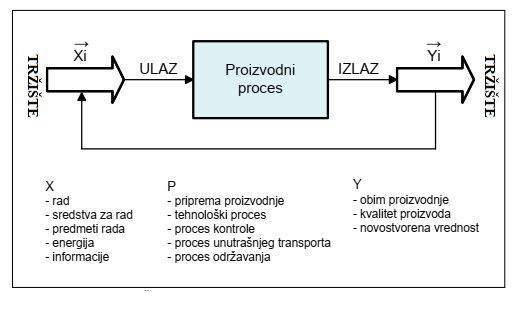 TRŽIŠTE
Xi
ULAZ
Proizvodni
proces
IZLAZ
Yi
TRŽIŠTE
X
- rad
- sredstva za rad
- predmeti rada
- energija
- informacije
P
- priprema proizvodnje
- tehnološki proces
- proces kontrole
- proces unutrašnjeg transporta
- proces održavanja
Y
- obim proizvodnje
- kvalitet proizvoda
- novostvorena vrednost